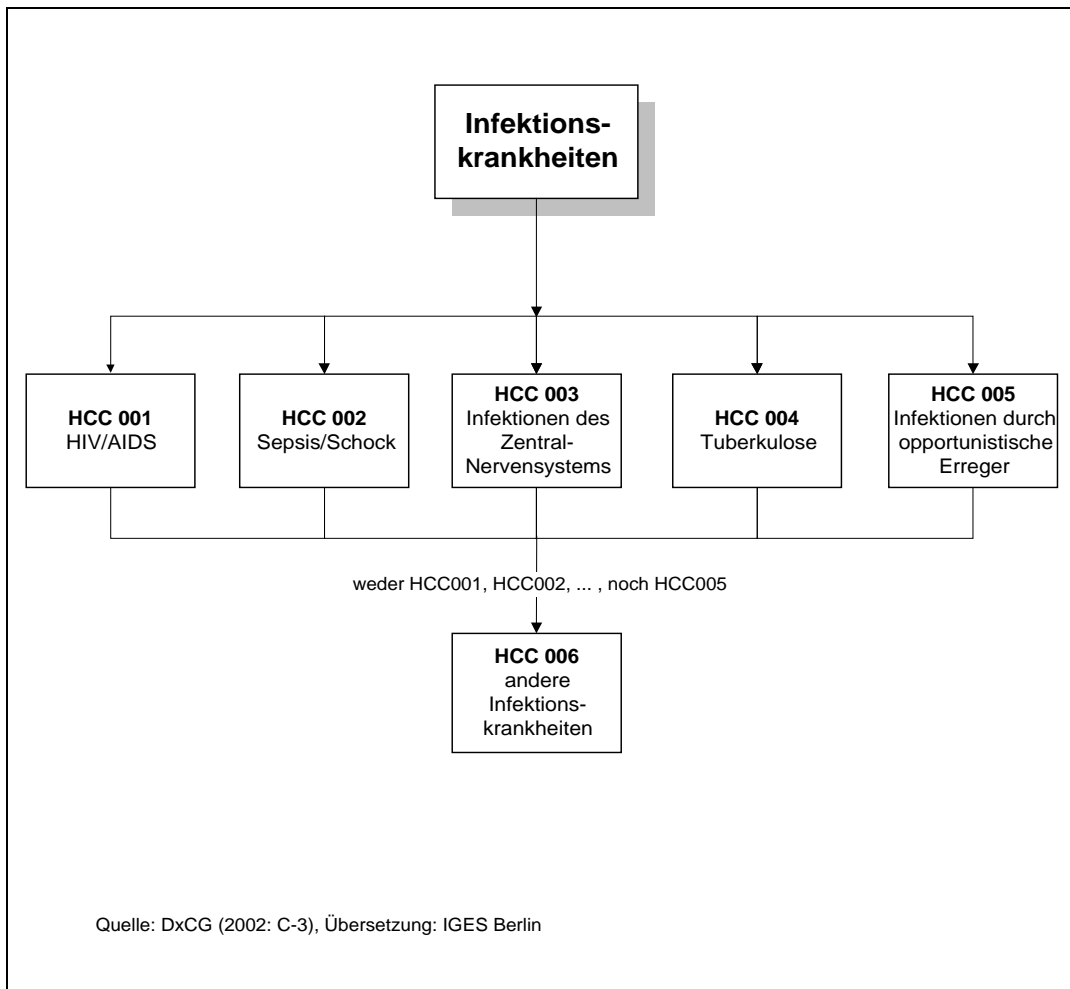 Infektions-
krankheiten
HCC 001
HIV/AIDS
HCC 002
Sepsis/Schock
HCC 003
Infektionen des
Zentral-
Nervensystems
HCC 004
Tuberkulose
HCC 005
Infektionen durch
opportunistische
Erreger
weder HCC001, HCC002, ... , noch HCC005
HCC 006
andere
Infektions-
krankheiten
Quelle: DxCG (2002: C-3), Übersetzung: IGES Berlin